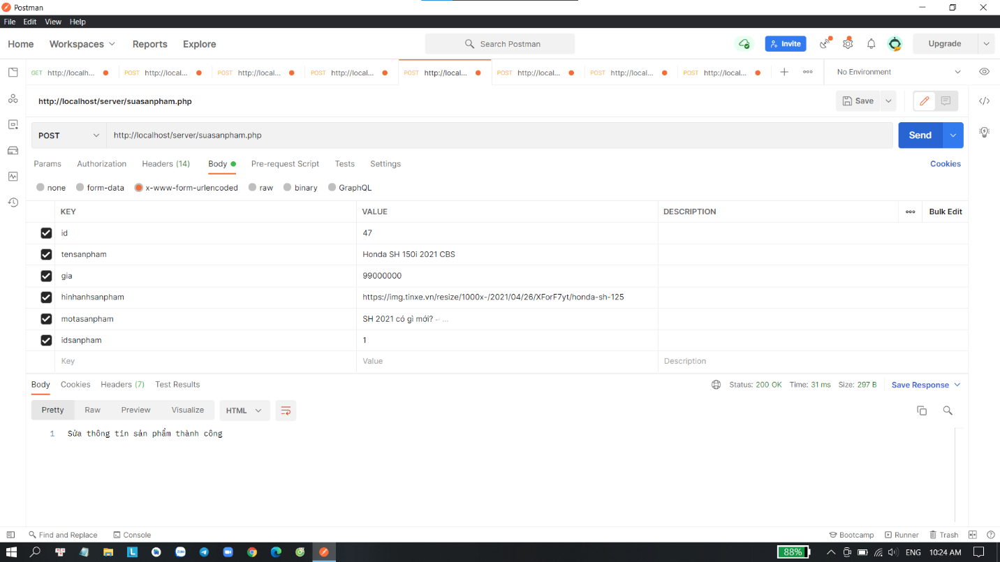 Postman
File Edit View Help
Home Workspaces Reports Explore Search Postman Invite Upgrade
GET http://localh... POST http://local... POST http://local... POST http://local... POST http://local... POST http://local... POST http://local... POST http://local... No Environment
http://localhost/server/suasanpham.php Save
POST http://localhost/server/suasanpham.php Send
Params Authorization Headers (14) Body Pre-request Script Tests Settings Cookies
none form-data x-www-form-urlencoded raw binary GraphQL
KEY VALUE DESCRIPTION Bulk Edit
id 47
tensanpham Honda SH 150i 2021 CBS
gia 99000000
hinhanhsanpham https://img.tinxe.vn/resize/1000x-/2021/04/26/XForF7yt/honda-sh-125
motasanpham SH 2021 có gì mới? ...
idsanpham 1
Key Value Description
Body Cookies Headers (7) Test Results Status: 200 OK Time: 31 ms Size: 297 B Save Response
Pretty Raw Preview Visualize HTML
1 Sửa thông tin sản phẩm thành công
Find and Replace Console Bootcamp Runner Trash
L Zalo 88% ENG 10:24 AM